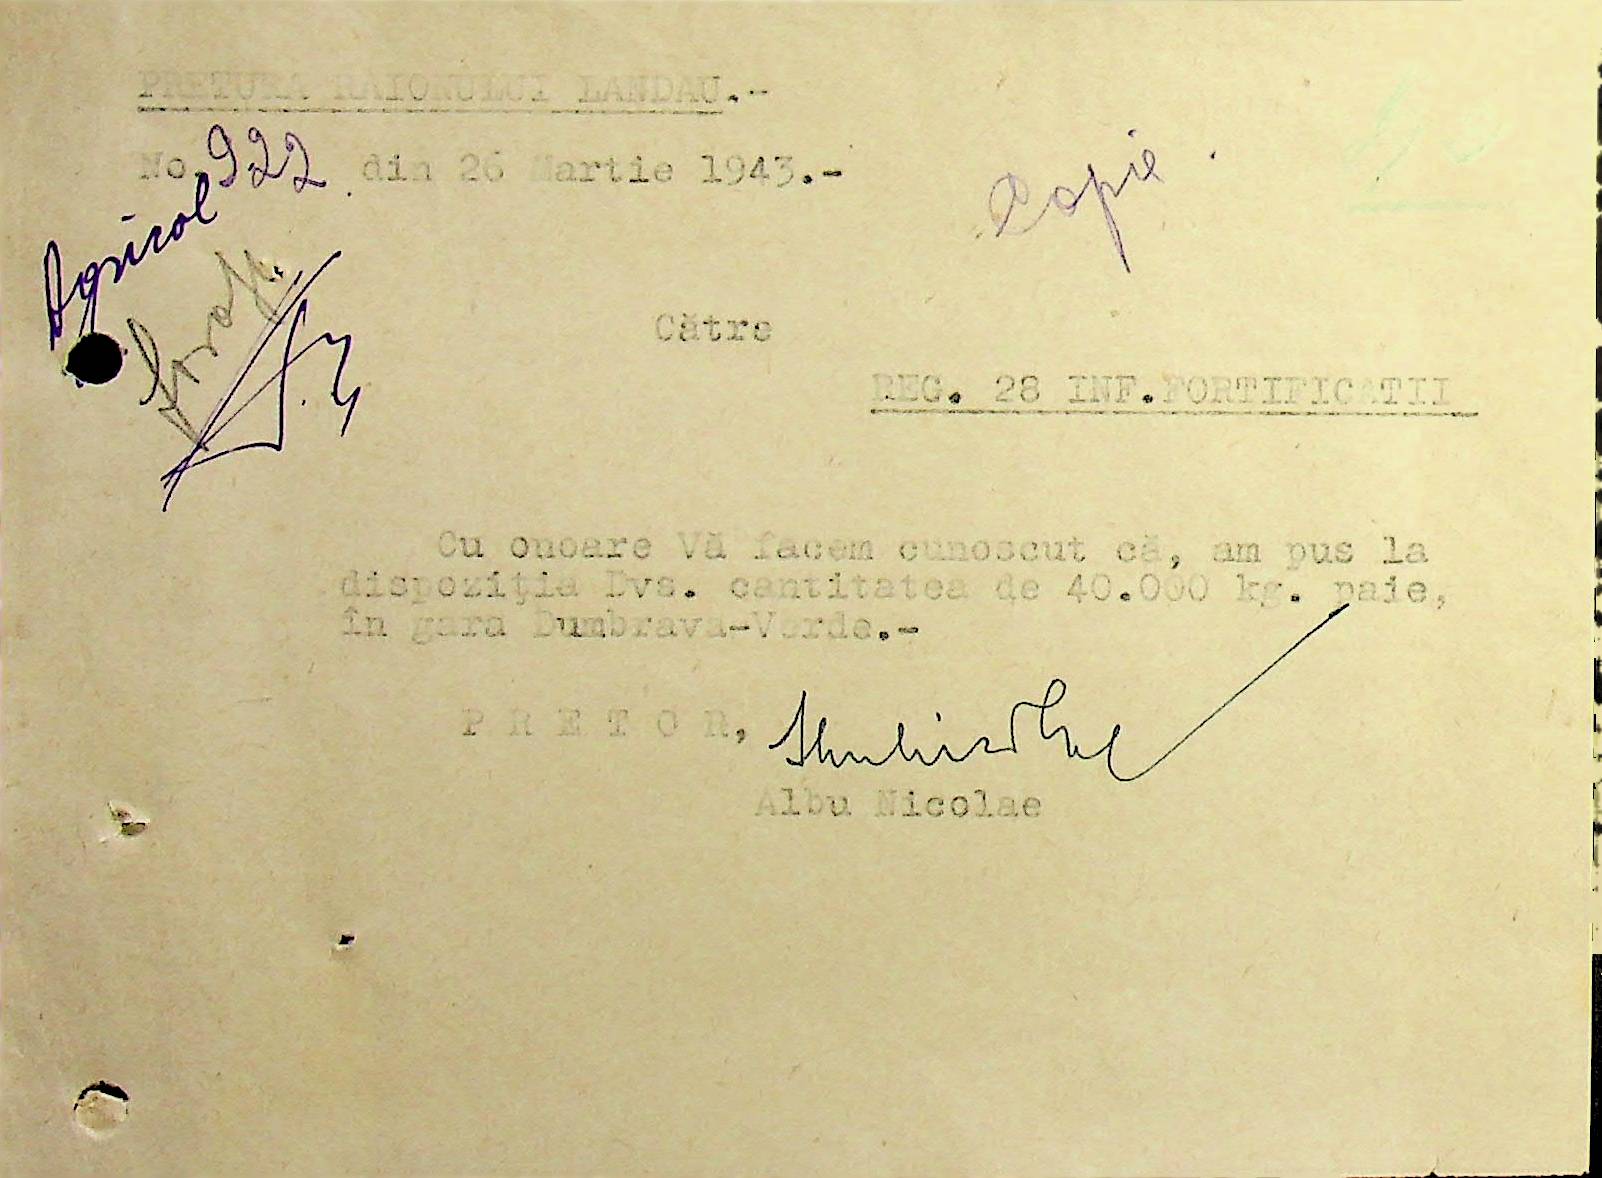 PRETURA RAIONULUI LANDAU.-
No. 922 din 26 Martie 1943.-
Copie
Agricol
Către
REG. 28 INF.FORTIFICATII
Cu onoare Vă facem cunoscut că, am pus la
dispoziţia Dvs. cantitatea de 40.000 kg. paie,
în gara Dumbrava-Verde.-
P R E T O R,
Albu Nicolae